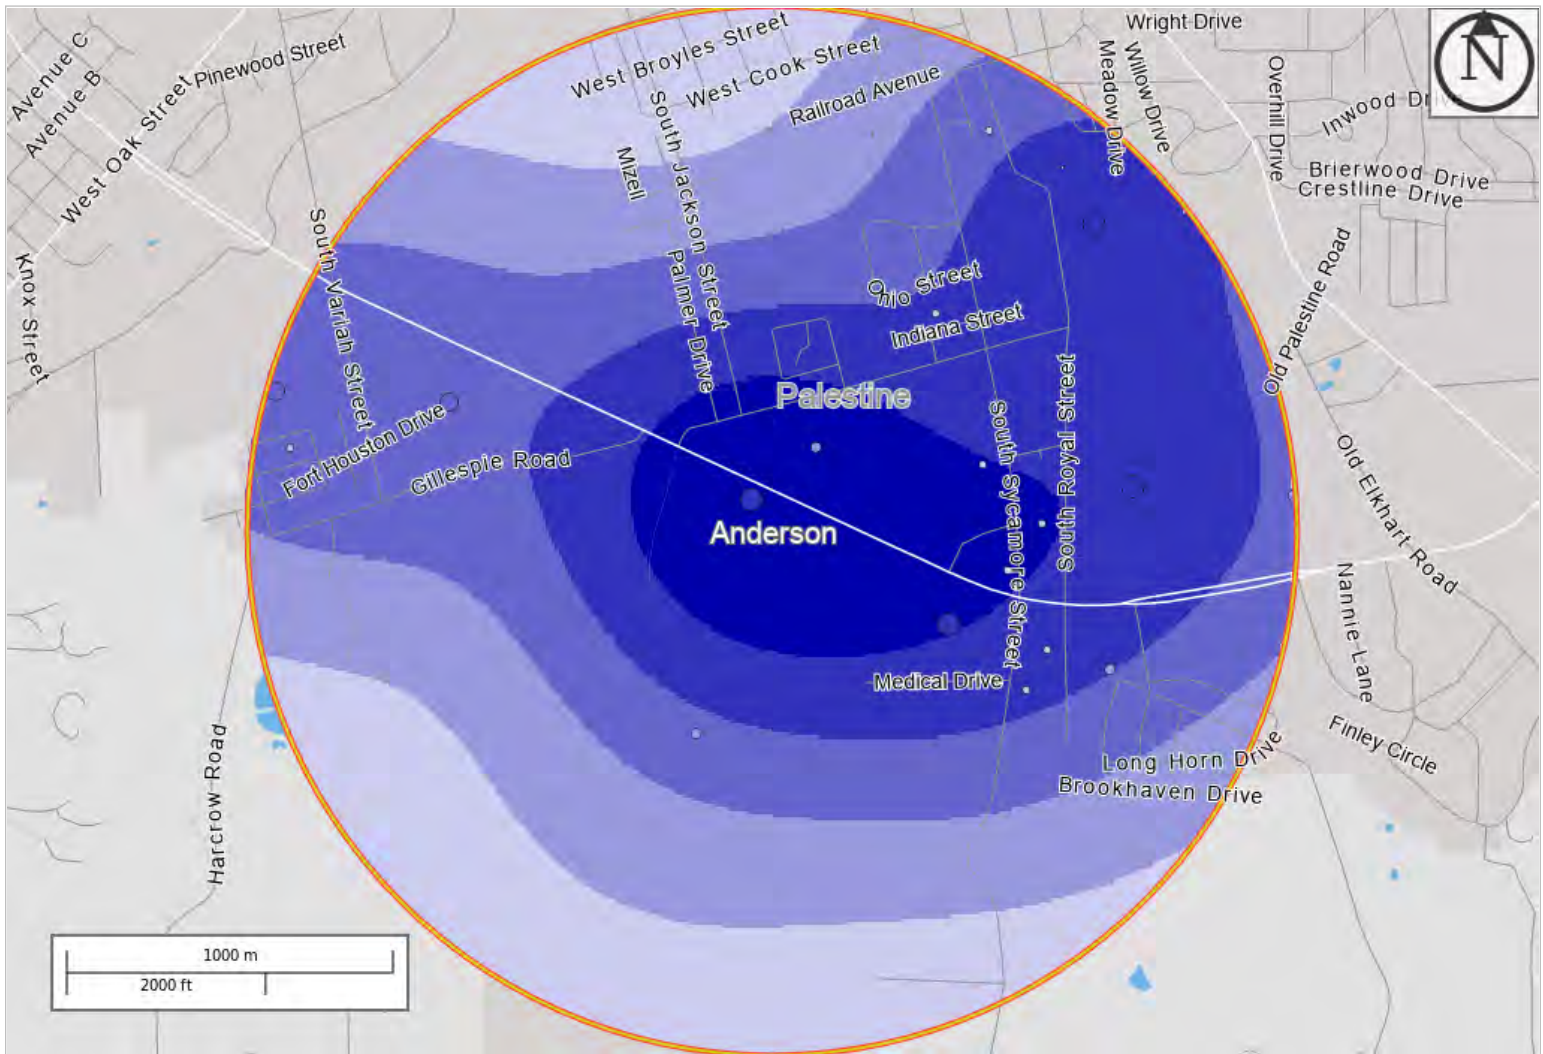 Wright Drive
West Broyles Street
West Cook Street
Railroad Avenue
Avenue C
Avenue B
Pinewood Street
West Oak Street
Meadow Drive
Willow Drive
Overhill Drive
Inwood Drive
N
Brierwood Drive
Crestline Drive
South Jackson Street
Mizell
South Variah Street
Knox Street
Palmer Drive
Ohio Street
Indiana Street
Old Palestine Road
Palestine
Fort Houston Drive
Gillespie Road
South Sycamore Street
South Royal Street
Old Elkhart Road
Anderson
Nannie Lane
Medical Drive
Harcrow Road
Finley Circle
Long Horn Drive
Brookhaven Drive
1000 m
2000 ft